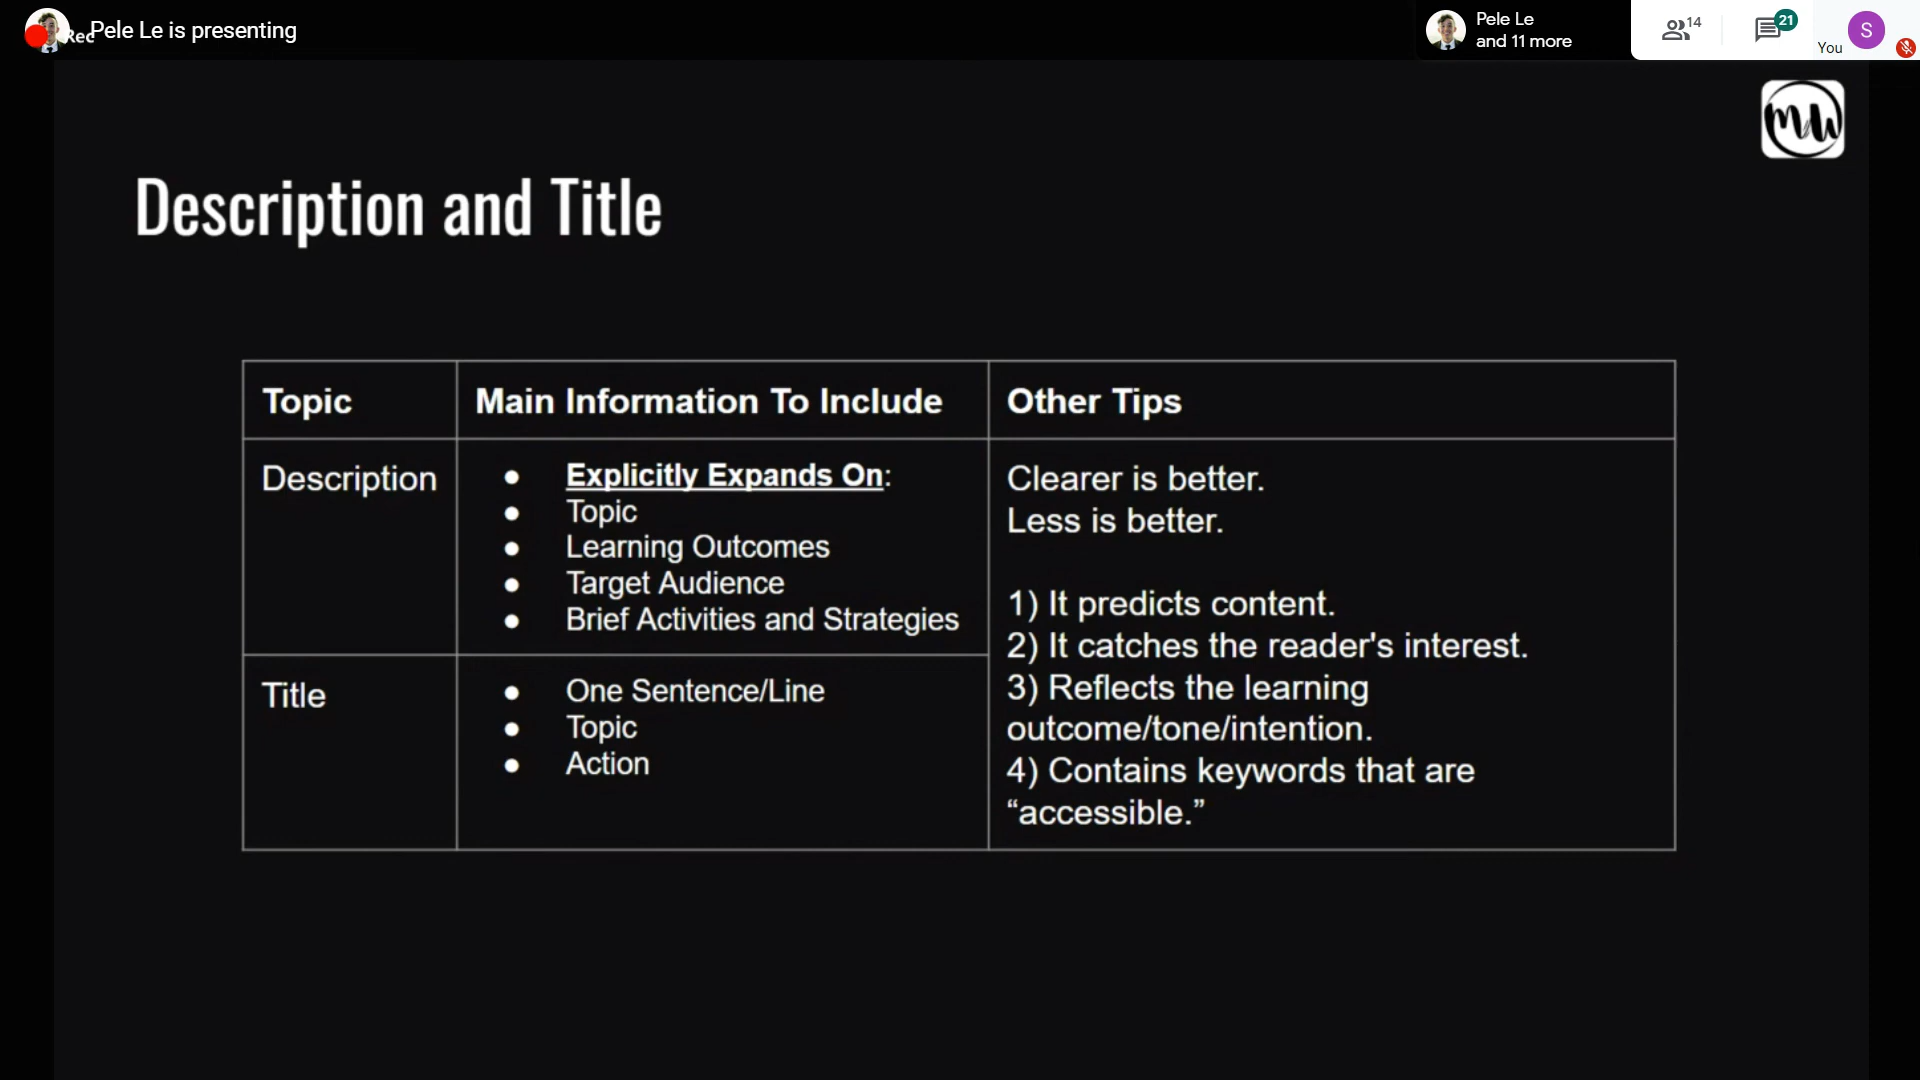 Rec
Pele Le is presenting
Pele Le
and 11 more
14
21
You
S
MW
Description and Title
Topic
Main Information To Include
Other Tips
Description
● Explicitly Expands On:
● Topic
● Learning Outcomes
● Target Audience
● Brief Activities and Strategies
Clearer is better.
Less is better.
1) It predicts content.
2) It catches the reader's interest.
3) Reflects the learning
outcome/tone/intention.
4) Contains keywords that are
“accessible.”
Title
● One Sentence/Line
● Topic
● Action